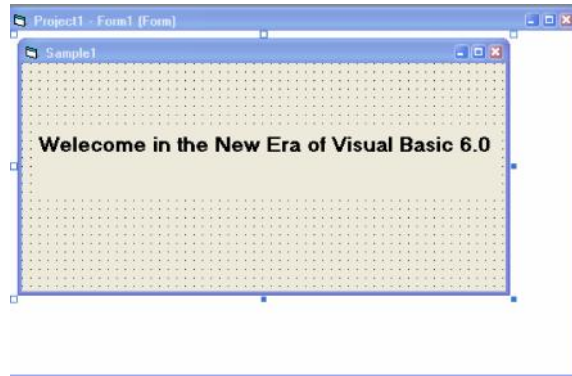 Project1 - Form1 (Form)
Sample1
Welecome in the New Era of Visual Basic 6.0